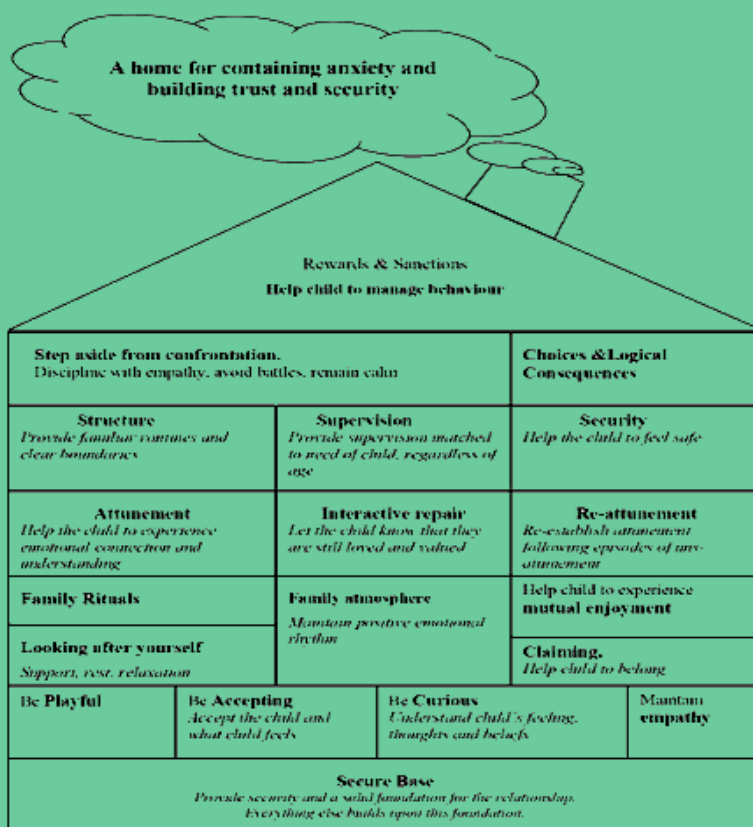 A home for containing anxiety and
building trust and security
Rewards & Sanctions
Help child to manage behaviour
Step aside from confrontation.
Discipline with empathy, avoid battles, remain calm
Choices &Logical
Consequences
Structure
Provide familiar routines and
clear boundaries
Supervision
Provide supervision matched
to need of child, regardless of
age
Security
Help the child to feel safe
Attunement
Help the child to experience
emotional connection and
understanding
Interactive repair
Let the child know that they
are still loved and valued
Re-attunement
Re-establish attunement
following episodes of mis-
attunement
Family Rituals
Looking after yourself
Support, rest, relaxation
Family atmosphere
Maintain positive emotional
rhythm
Help child to experience
mutual enjoyment
Claiming.
Help child to belong
Be Playful
Be Accepting
Accept the child and
what child feels
Be Curious
Understand child's feeling,
thoughts and beliefs
Maintain
empathy
Secure Base
Provide security and a solid foundation for the relationship.
Everything else builds upon this foundation.